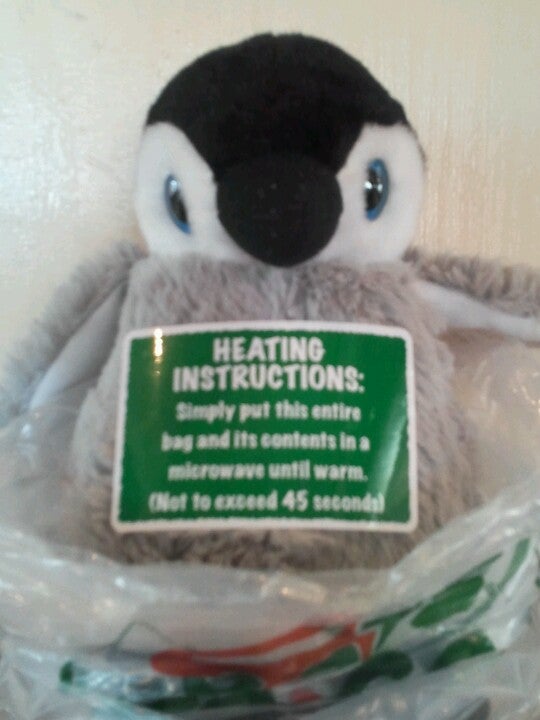 HEATING
INSTRUCTIONS:
Simply put this entire
bag and its contents in a
microwave until warm.
(Not to exceed 45 seconds)